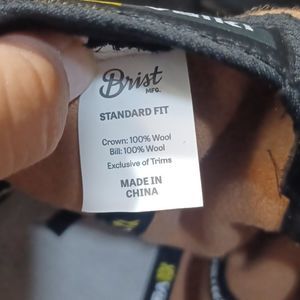 Brist
MFG.
STANDARD FIT
Crown: 100% Wool
Bill: 100% Wool
Exclusive of Trims
MADE IN
CHINA